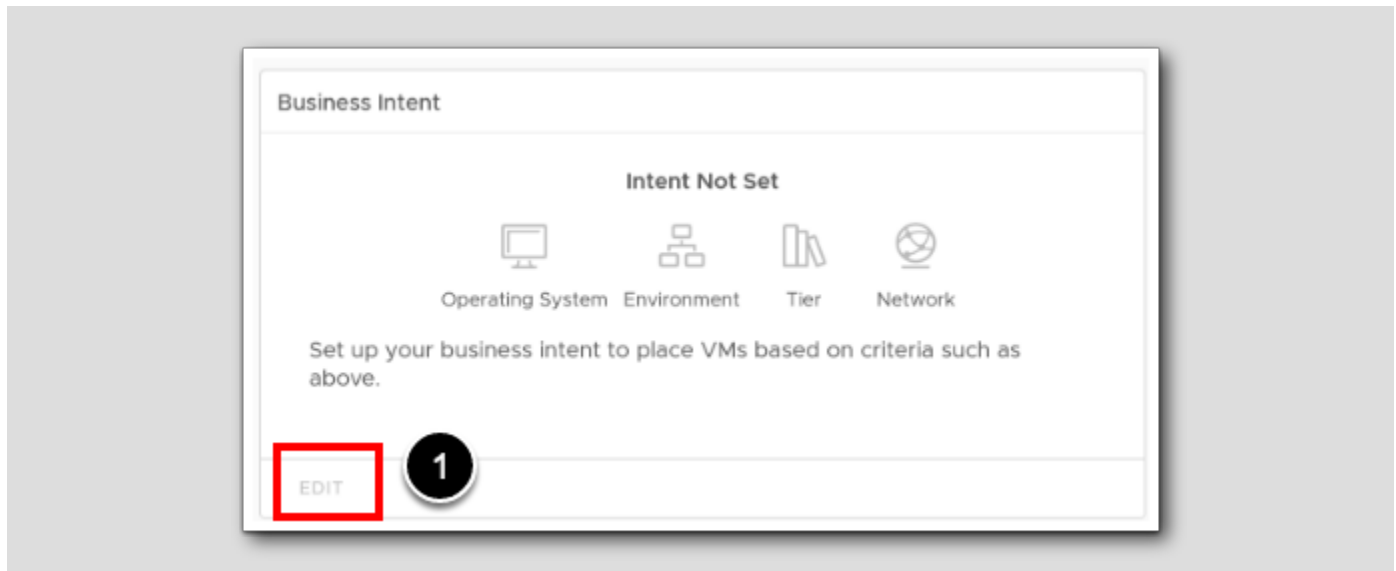 Business Intent
Intent Not Set
Operating System Environment Tier Network
Set up your business intent to place VMs based on criteria such as
above.
EDIT
1